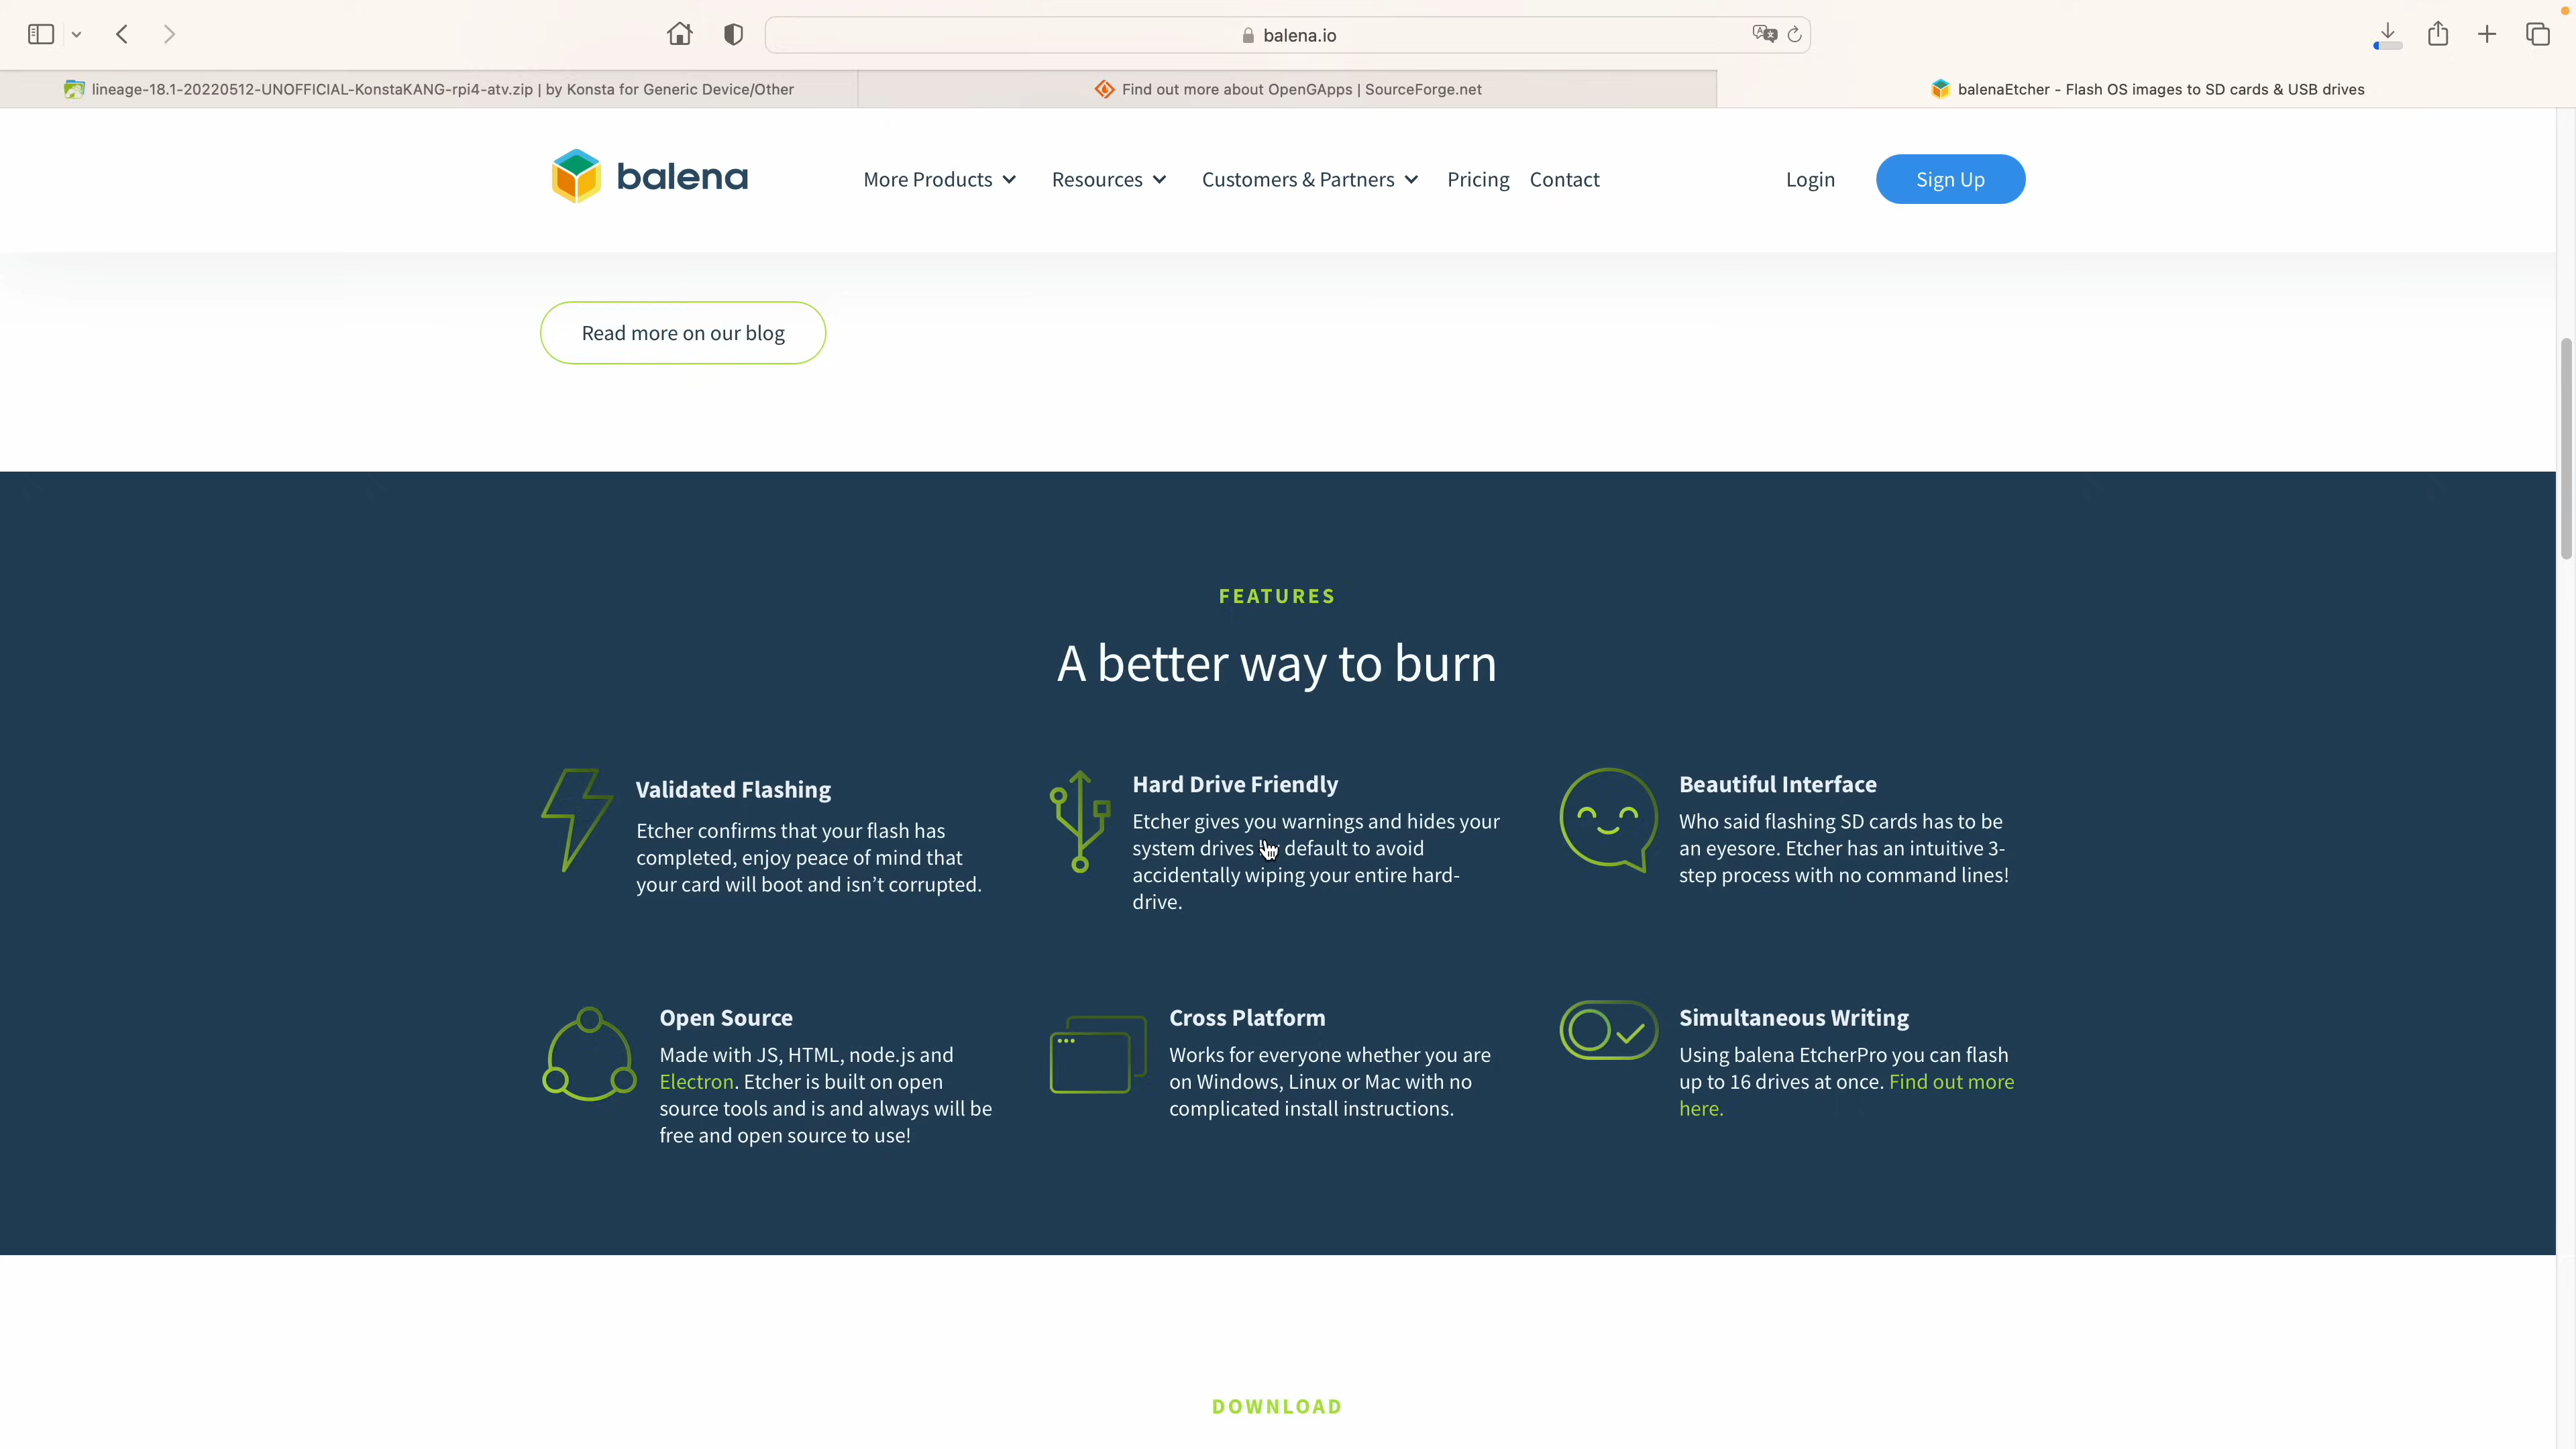 balena.io
lineage-18.1-20220512-UNOFFICIAL-KonstaKANG-rpi4-atv.zip | by Konsta for Generic Device/Other
Find out more about OpenGApps | SourceForge.net
balenaEtcher - Flash OS images to SD cards & USB drives
balena
More Products
Resources
Customers & Partners
Pricing
Contact
Login
Sign Up
Read more on our blog
FEATURES
A better way to burn
Validated Flashing
Etcher confirms that your flash has
completed, enjoy peace of mind that
your card will boot and isn't corrupted.
Hard Drive Friendly
Etcher gives you warnings and hides your
system drives by default to avoid
accidentally wiping your entire hard-
drive.
Beautiful Interface
Who said flashing SD cards has to be
an eyesore. Etcher has an intuitive 3-
step process with no command lines!
Open Source
Made with JS, HTML, node.js and
Electron. Etcher is built on open
source tools and is and always will be
free and open source to use!
Cross Platform
Works for everyone whether you are
on Windows, Linux or Mac with no
complicated install instructions.
Simultaneous Writing
Using balena EtcherPro you can flash
up to 16 drives at once. Find out more
here.
DOWNLOAD